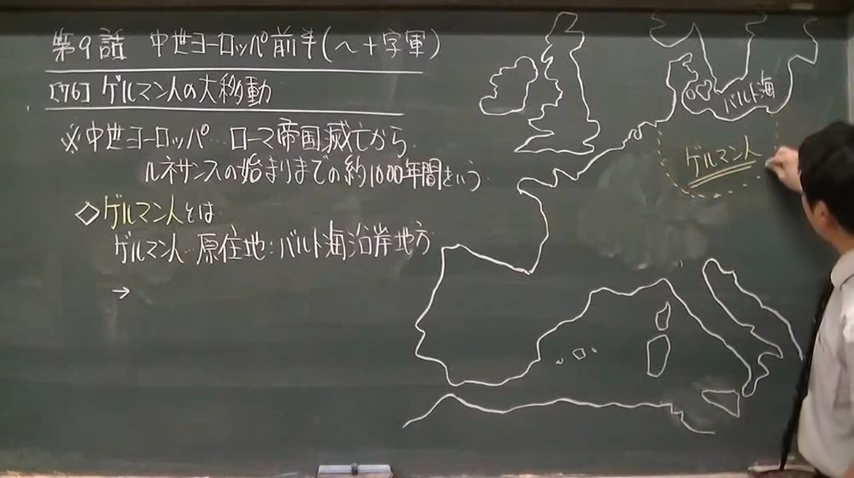 第9話 中世ヨーロッパ前半(〜十字軍)
[76] ゲルマン人の大移動
※中世ヨーロッパ…ローマ帝国滅亡から
ルネサンスの始まりまでの約1000年間をいう
◇ゲルマン人とは
ゲルマン人…原住地:バルト海沿岸地方
→
バルト海
ゲルマン人